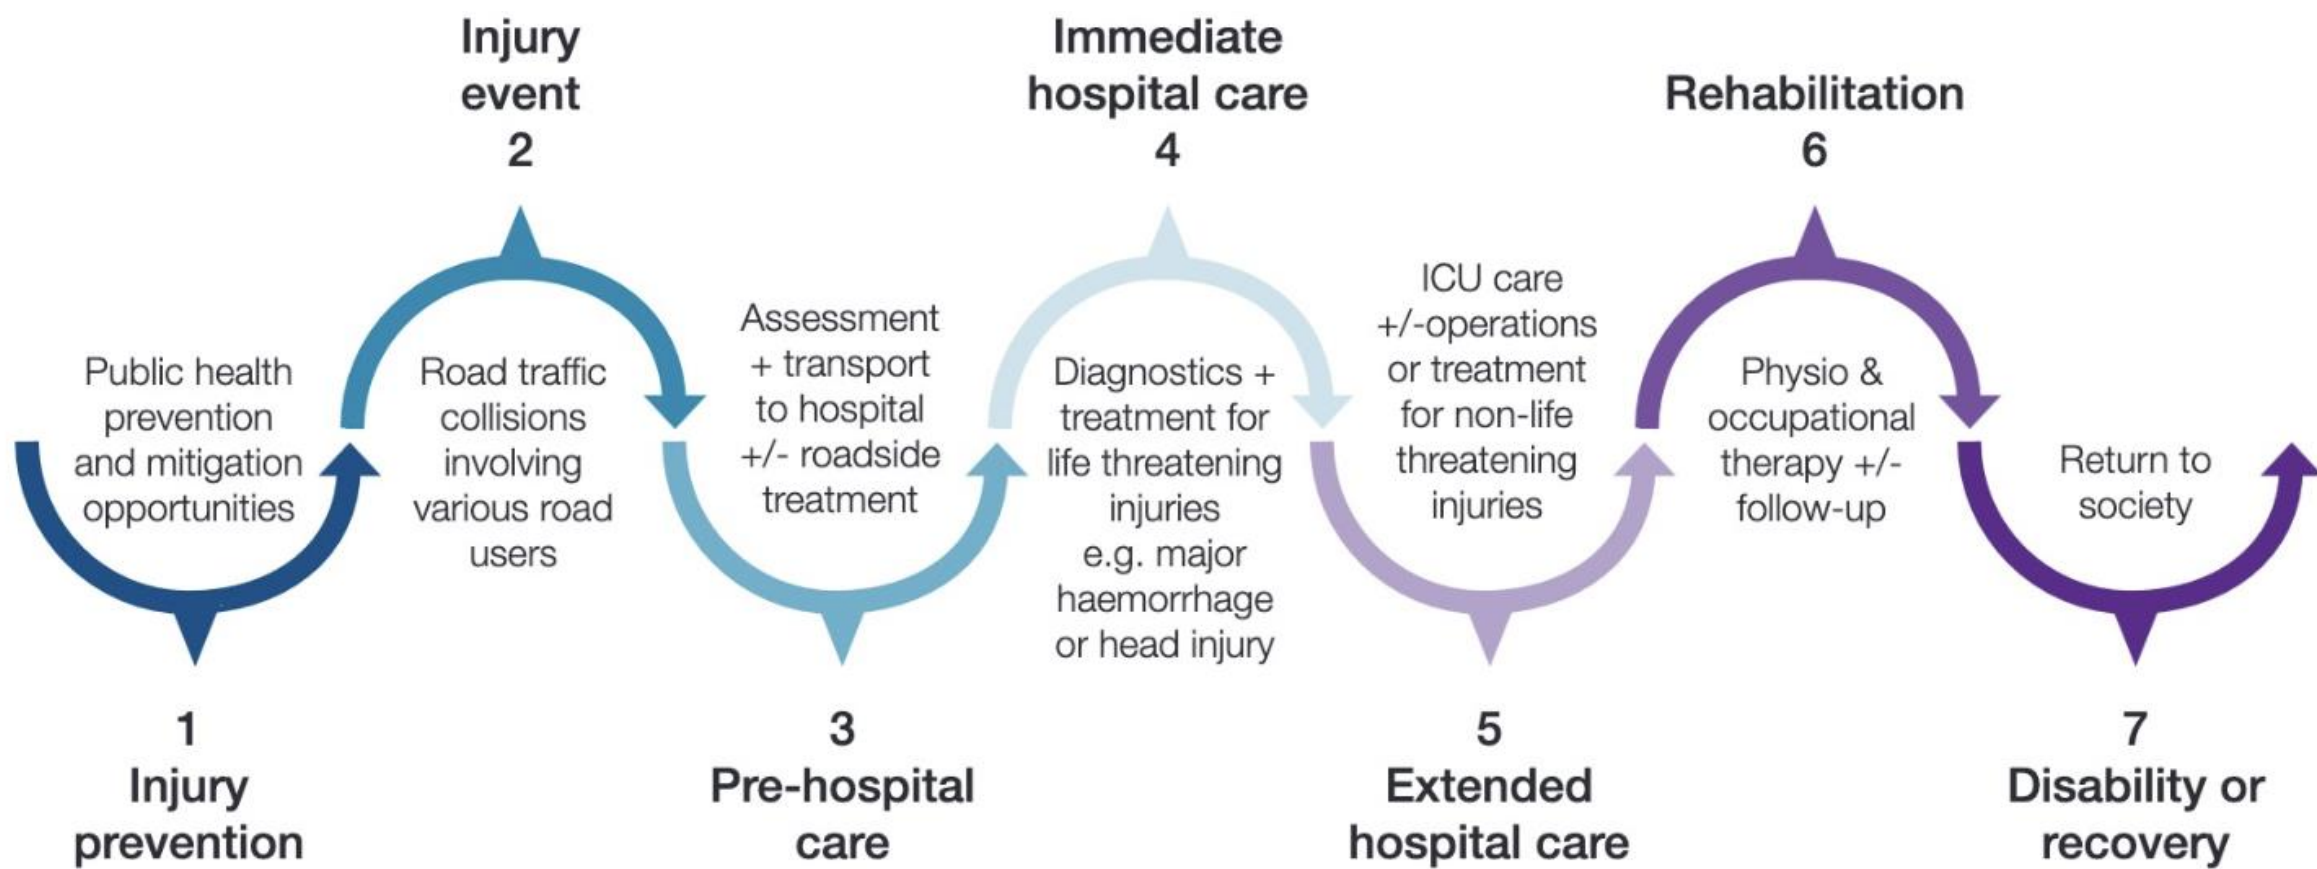 1
Injury
prevention
Public health
prevention
and mitigation
opportunities
Injury
event
2
Road traffic
collisions
involving
various road
users
Assessment
+ transport
to hospital
+/- roadside
treatment
3
Pre-hospital
care
Immediate
hospital care
4
Diagnostics +
treatment for
life threatening
injuries
e.g. major
haemorrhage
or head injury
ICU care
+/-operations
or treatment
for non-life
threatening
injuries
5
Extended
hospital care
Rehabilitation
6
Physio &
occupational
therapy +/-
follow-up
Return to
society
7
Disability or
recovery